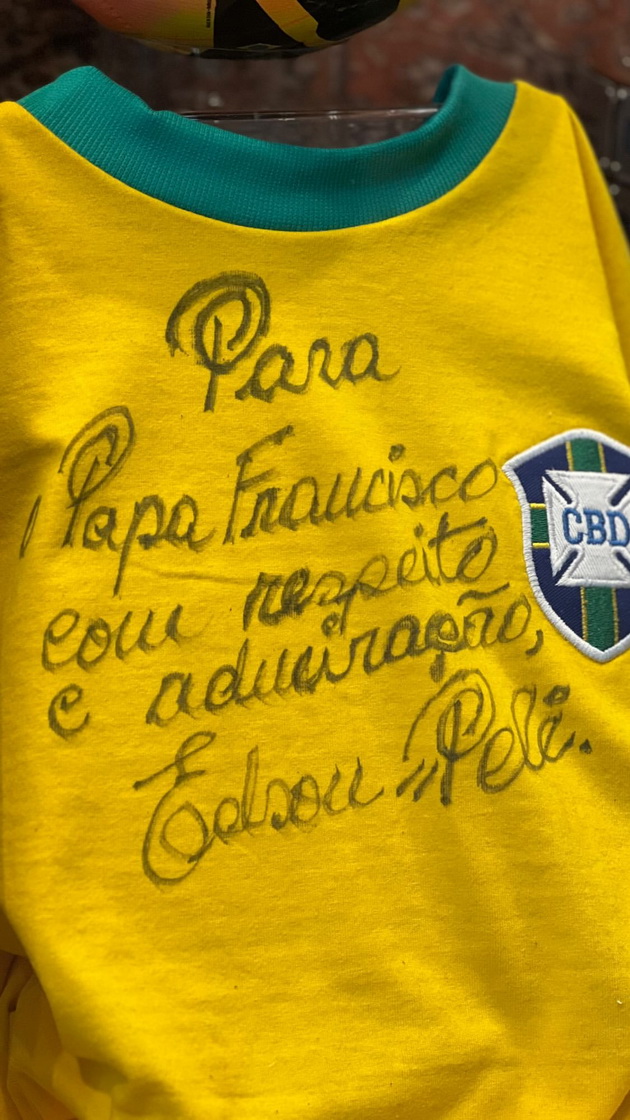 Para
Papa Francisco
com respeito
e admiração,
Edson "Pelé.
CBD